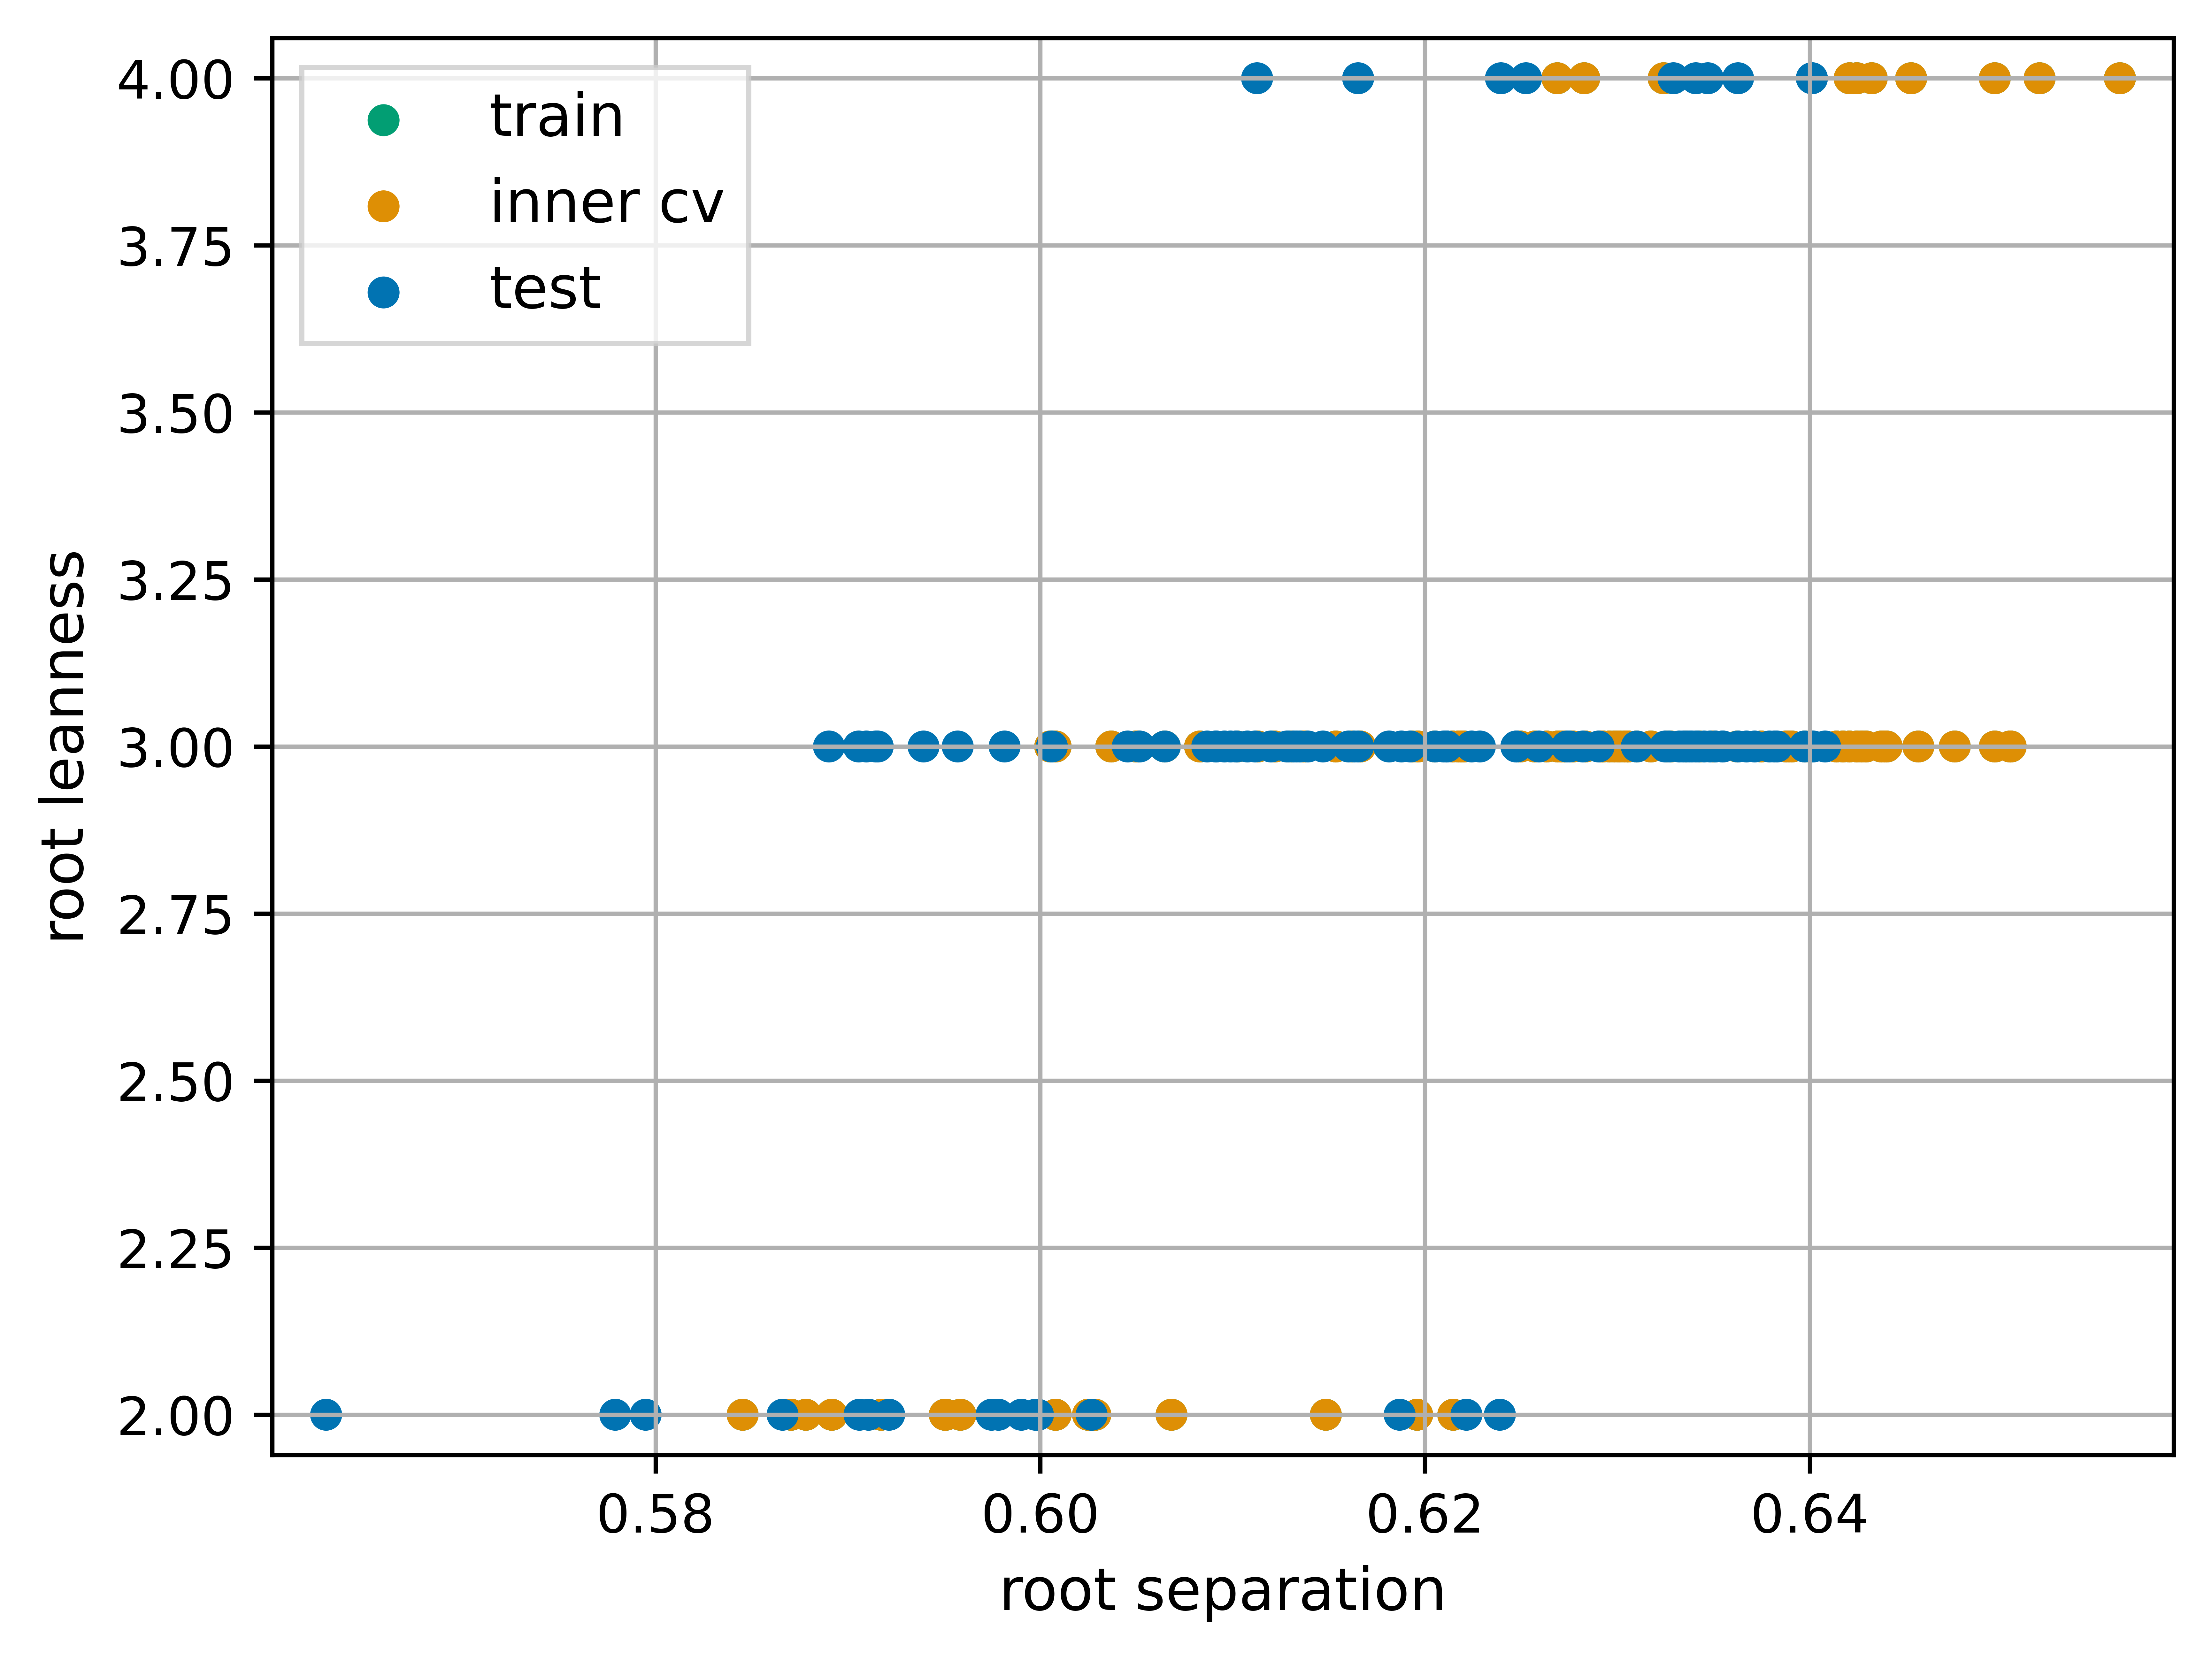 train
inner cv
test
4.00
3.75
3.50
3.25
3.00
2.75
2.50
2.25
2.00
root leanness
0.58 0.60 0.62 0.64
root separation